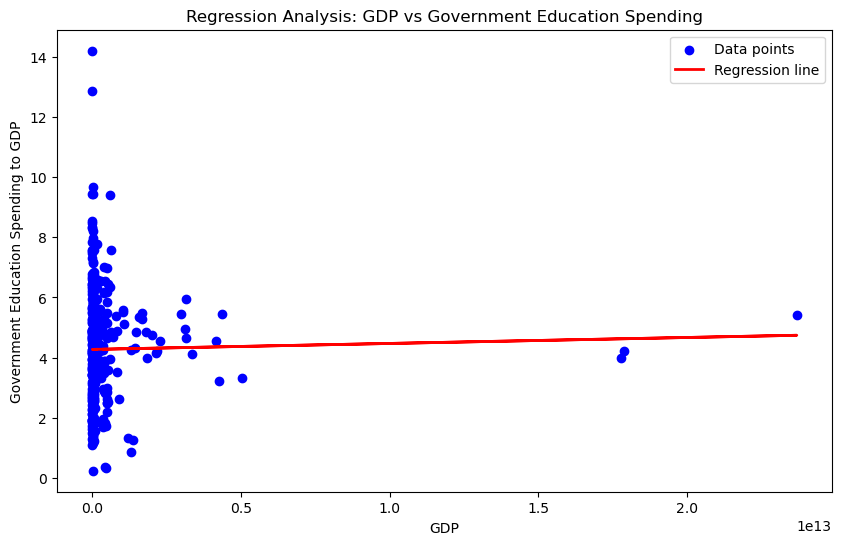 Regression Analysis: GDP vs Government Education Spending
Data points
Regression line
Government Education Spending to GDP
14
12
10
8
6
4
2
0
0.0
0.5
1.0
1.5
2.0
1e13
GDP